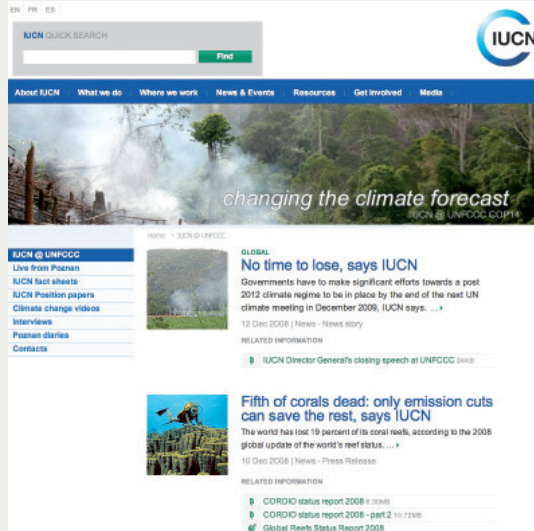 EN FR ES
IUCN QUICK SEARCH
Find
IUCN
About IUCN What we do Where we work News & Events Resources Get involved Media
changing the climate forecast
IUCN @ UNFCCC COP14
Home › IUCN @ UNFCCC
IUCN @ UNFCCC
Live from Poznan
IUCN fact sheets
IUCN Position papers
Climate change videos
Interviews
Poznan diaries
Contacts
GLOBAL
No time to lose, says IUCN
Governments have to make significant efforts towards a post
2012 climate regime to be in place by the end of the next UN
climate meeting in December 2009, IUCN says. ...
12 Dec 2008 | News - News story
RELATED INFORMATION
IUCN Director General's closing speech at UNFCCC 24KB
Fifth of corals dead: only emission cuts
can save the rest, says IUCN
The world has lost 19 percent of its coral reefs, according to the 2008
global update of the world's reef status. ...
10 Dec 2008 | News - Press Release
RELATED INFORMATION
CORDIO status report 2008 8.30MB
CORDIO status report 2008 - part 2 10.72MB
Global Reefs Status Report 2008